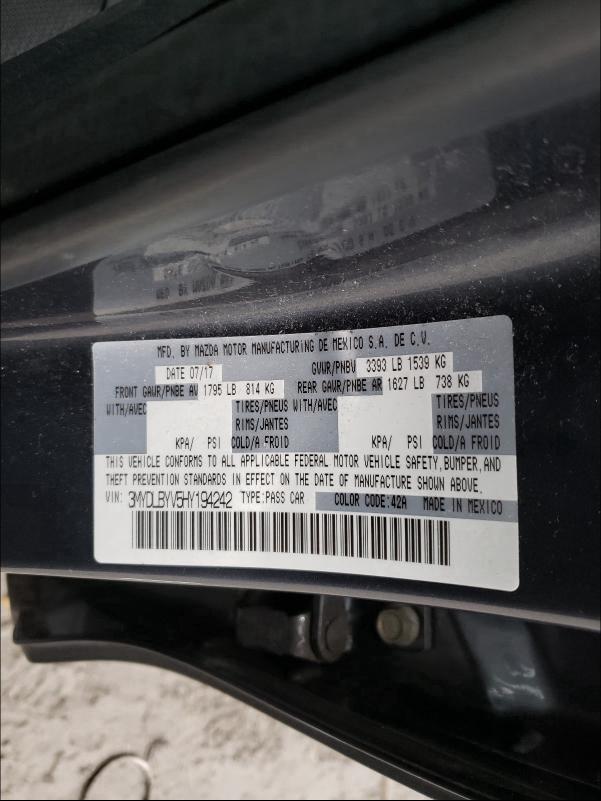 MFD. BY MAZDA MOTOR MANUFACTURING DE MEXICO S.A. DE C.V.
DATE 07/17 GVWR/PNBV 3393 LB 1539 KG
FRONT GAWR/PNBE AV 1795 LB 814 KG REAR GAWR/PNBE AR 1627 LB 738 KG
WITH/AVEC TIRES/PNEUS WITH/AVEC TIRES/PNEUS
RIMS/JANTES RIMS/JANTES
KPA/ PSI COLD/A FROID KPA/ PSI COLD/A FROID
THIS VEHICLE CONFORMS TO ALL APPLICABLE FEDERAL MOTOR VEHICLE SAFETY, BUMPER, AND
THEFT PREVENTION STANDARDS IN EFFECT ON THE DATE OF MANUFACTURE SHOWN ABOVE.
VIN: 3MYDLBYV5HY194242 TYPE:PASS CAR COLOR CODE:42A MADE IN MEXICO